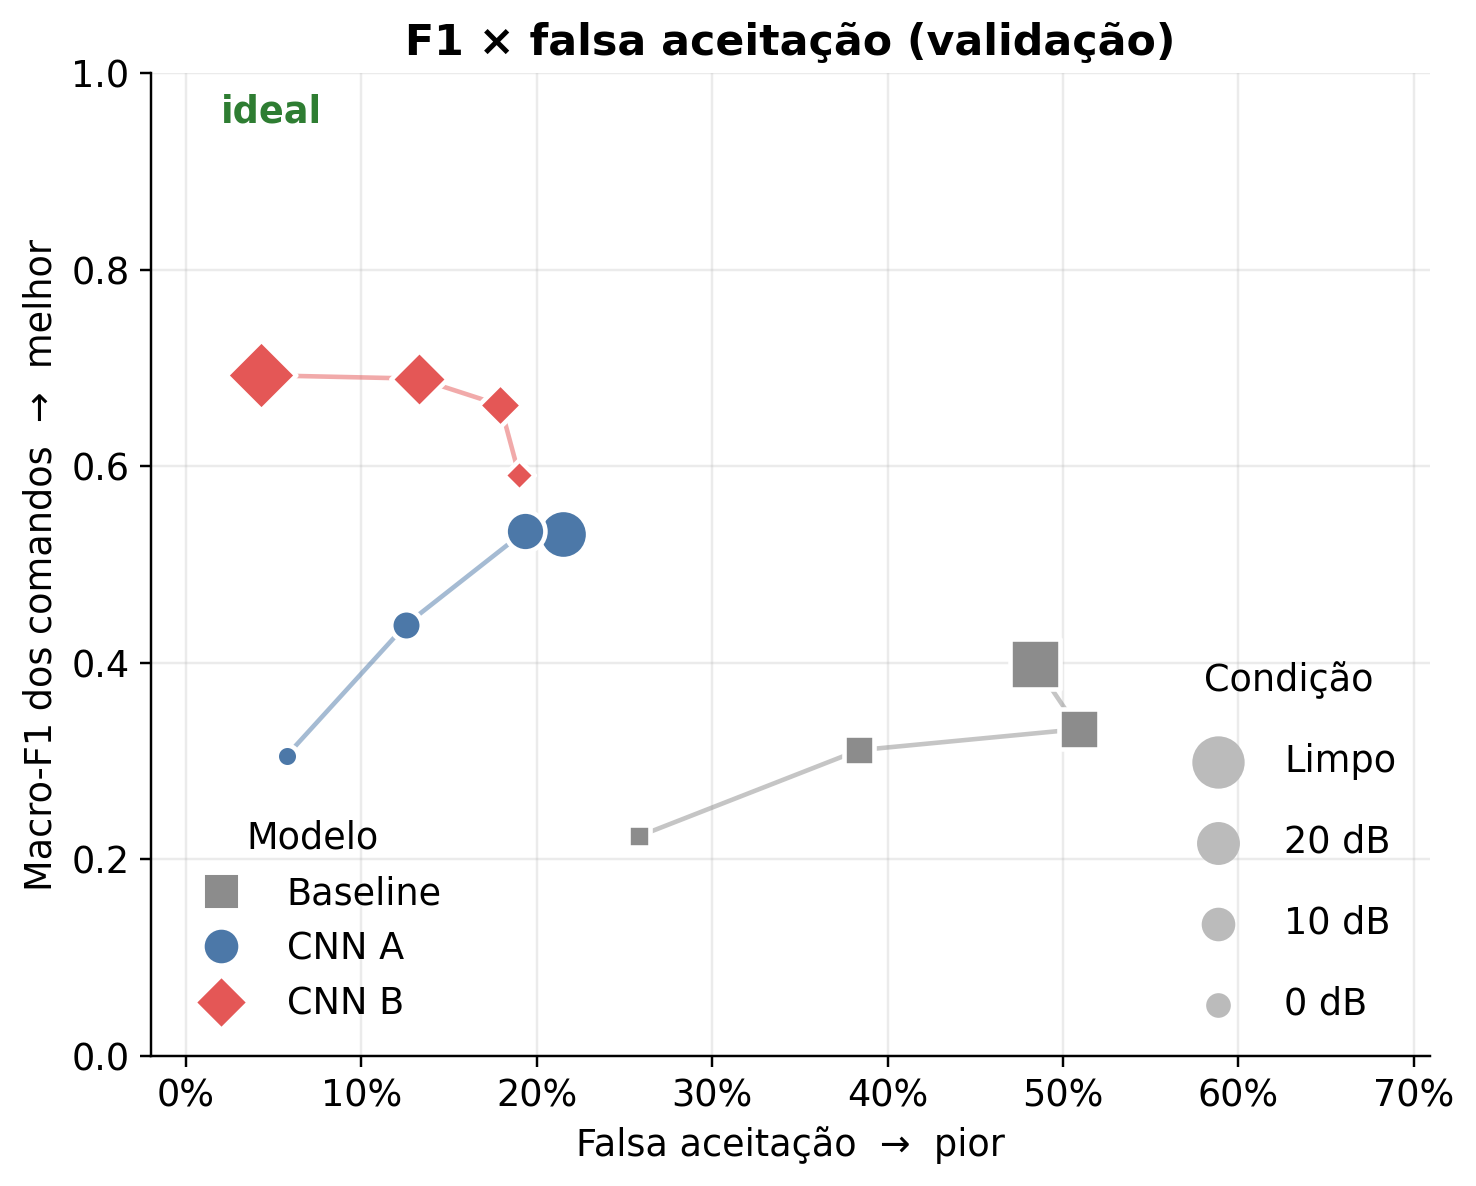 F1 × falsa aceitação (validação)
ideal
Macro-F1 dos comandos → melhor
1.0
0.8
0.6
0.4
0.2
0.0
Modelo
Baseline
CNN A
CNN B
Condição
Limpo
20 dB
10 dB
0 dB
0% 10% 20% 30% 40% 50% 60% 70%
Falsa aceitação → pior